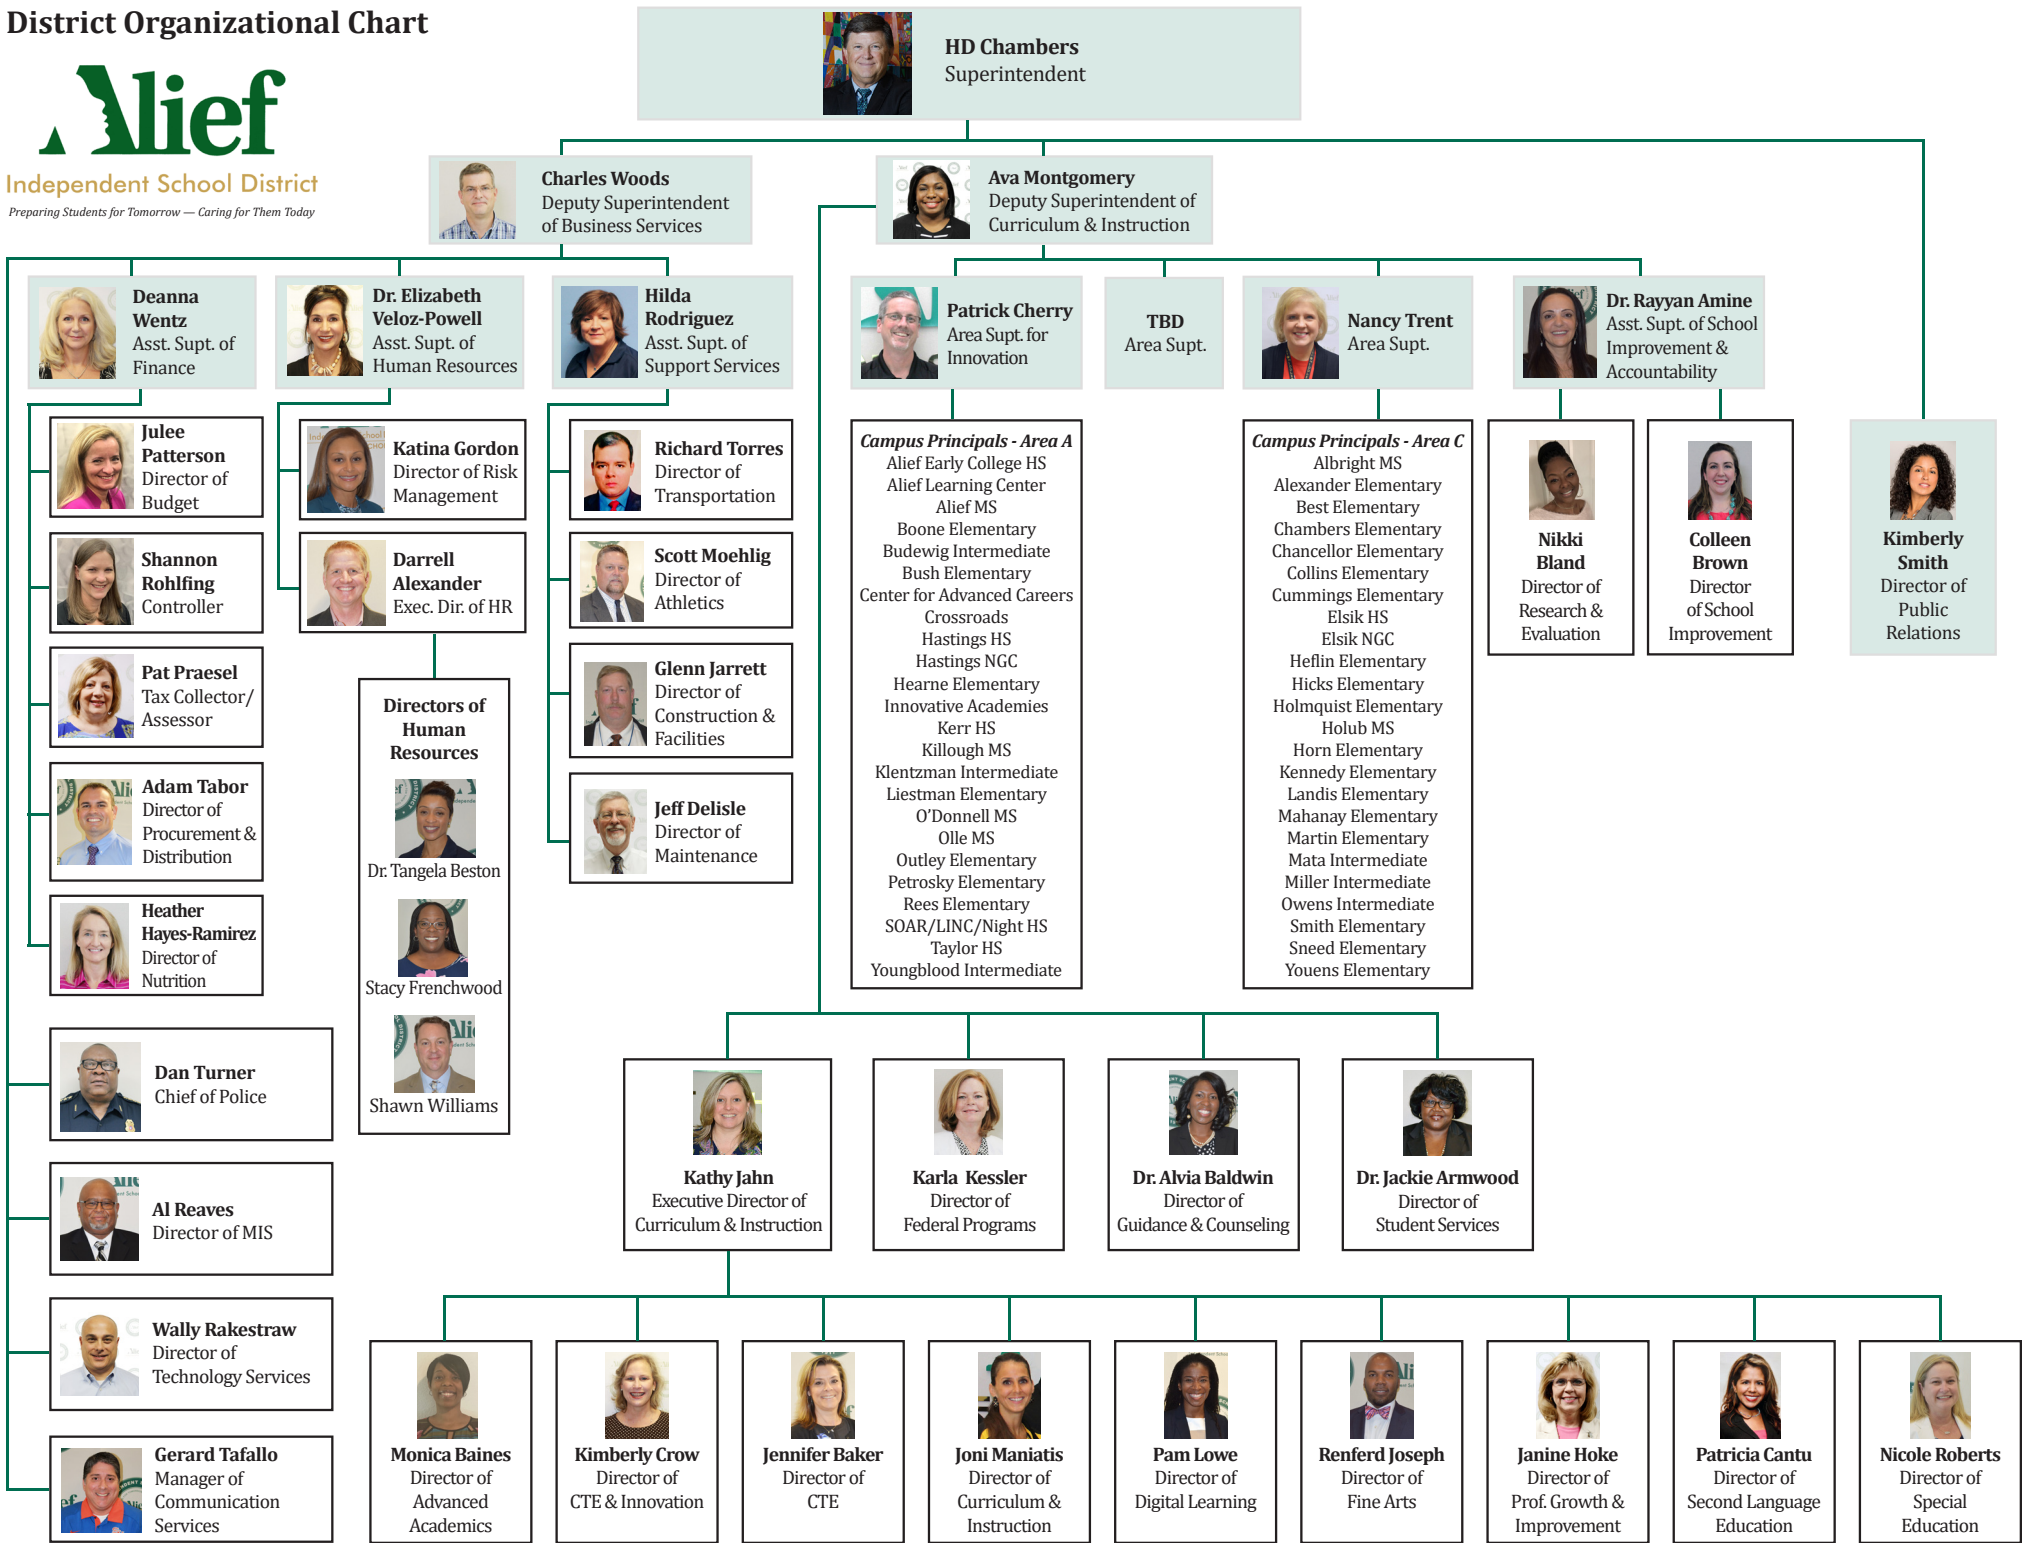 District Organizational Chart
Alief
Independent School District
Preparing Students for Tomorrow — Caring for Them Today
HD Chambers
Superintendent
Charles Woods
Deputy Superintendent
of Business Services
Ava Montgomery
Deputy Superintendent of
Curriculum & Instruction
Deanna
Wentz
Asst. Supt. of
Finance
Dr. Elizabeth
Veloz-Powell
Asst. Supt. of
Human Resources
Hilda
Rodriguez
Asst. Supt. of
Support Services
Patrick Cherry
Area Supt. for
Innovation
TBD
Area Supt.
Nancy Trent
Area Supt.
Dr. Rayyan Amine
Asst. Supt. of School
Improvement &
Accountability
Julee
Patterson
Director of
Budget
Shannon
Rohlfing
Controller
Pat Praesel
Tax Collector/
Assessor
Adam Tabor
Director of
Procurement &
Distribution
Heather
Hayes-Ramirez
Director of
Nutrition
Katina Gordon
Director of Risk
Management
Darrell
Alexander
Exec. Dir. of HR
Directors of
Human
Resources
Dr. Tangela Beston
Stacy Frenchwood
Shawn Williams
Richard Torres
Director of
Transportation
Scott Moehlig
Director of
Athletics
Glenn Jarrett
Director of
Construction &
Facilities
Jeff Delisle
Director of
Maintenance
Campus Principals - Area A
Alief Early College HS
Alief Learning Center
Alief MS
Boone Elementary
Budewig Intermediate
Bush Elementary
Center for Advanced Careers
Crossroads
Hastings HS
Hastings NGC
Hearne Elementary
Innovative Academies
Kerr HS
Killough MS
Klentzman Intermediate
Liestman Elementary
O'Donnell MS
Olle MS
Outley Elementary
Petrosky Elementary
Rees Elementary
SOAR/LINC/Night HS
Taylor HS
Youngblood Intermediate
Campus Principals - Area C
Albright MS
Alexander Elementary
Best Elementary
Chambers Elementary
Chancellor Elementary
Collins Elementary
Cummings Elementary
Elsik HS
Elsik NGC
Heflin Elementary
Hicks Elementary
Holmquist Elementary
Holub MS
Horn Elementary
Kennedy Elementary
Landis Elementary
Mahanay Elementary
Martin Elementary
Mata Intermediate
Miller Intermediate
Owens Intermediate
Smith Elementary
Sneed Elementary
Youens Elementary
Nikki
Bland
Director of
Research &
Evaluation
Colleen
Brown
Director
of School
Improvement
Kimberly
Smith
Director of
Public
Relations
Dan Turner
Chief of Police
Al Reaves
Director of MIS
Wally Rakestraw
Director of
Technology Services
Gerard Tafallo
Manager of
Communication
Services
Kathy Jahn
Executive Director of
Curriculum & Instruction
Karla Kessler
Director of
Federal Programs
Dr. Alvia Baldwin
Director of
Guidance & Counseling
Dr. Jackie Armwood
Director of
Student Services
Monica Baines
Director of
Advanced
Academics
Kimberly Crow
Director of
CTE & Innovation
Jennifer Baker
Director of
CTE
Joni Maniatis
Director of
Curriculum &
Instruction
Pam Lowe
Director of
Digital Learning
Renferd Joseph
Director of
Fine Arts
Janine Hoke
Director of
Prof. Growth &
Improvement
Patricia Cantu
Director of
Second Language
Education
Nicole Roberts
Director of
Special
Education